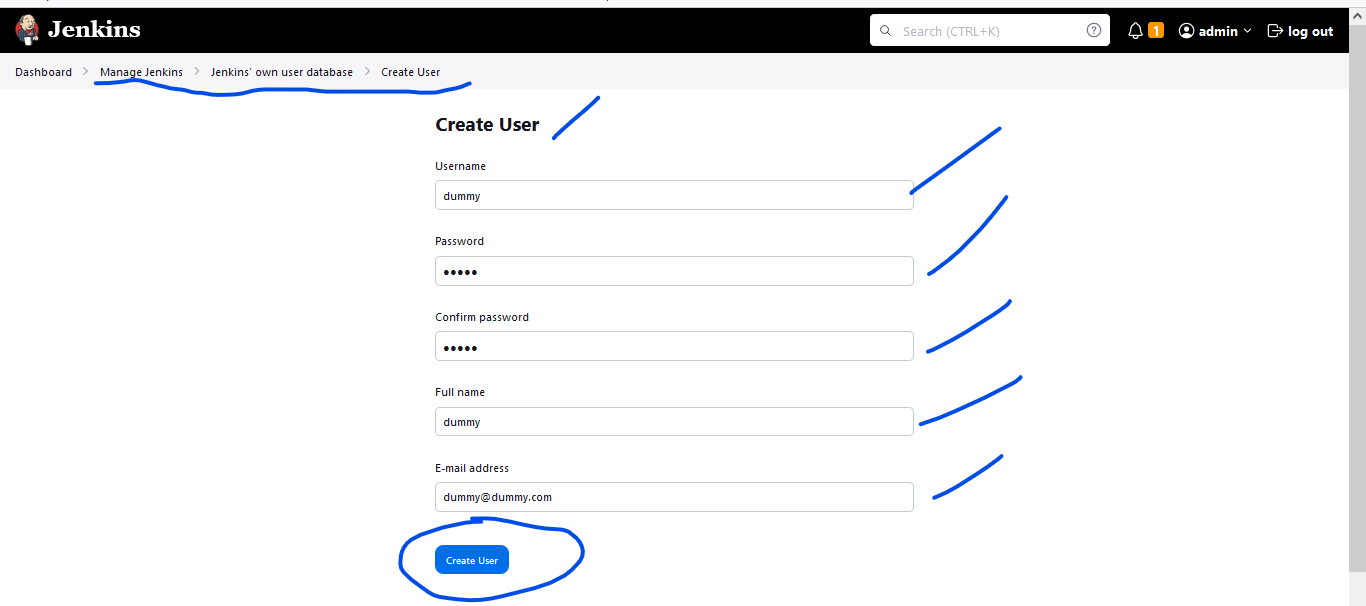 Jenkins
Search (CTRL+K)
1
admin
log out
Dashboard > Manage Jenkins > Jenkins' own user database > Create User
Create User
Username
dummy
Password
•••••
Confirm password
•••••
Full name
dummy
E-mail address
dummy@dummy.com
Create User